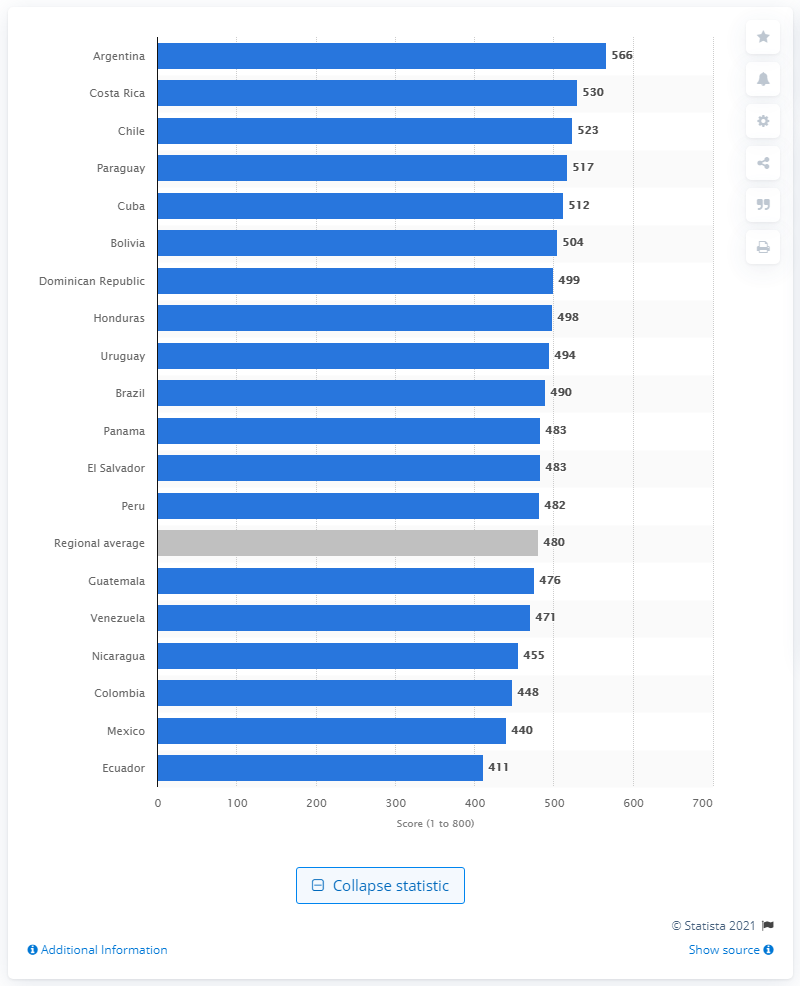 Argentina 566
Costa Rica 530
Chile 523
Paraguay 517
Cuba 512
Bolivia 504
Dominican Republic 499
Honduras 498
Uruguay 494
Brazil 490
Panama 483
El Salvador 483
Peru 482
Regional average 480
Guatemala 476
Venezuela 471
Nicaragua 455
Colombia 448
Mexico 440
Ecuador 411
0 100 200 300 400 500 600 700
Score (1 to 800)
Collapse statistic
© Statista 2021
Additional Information Show source